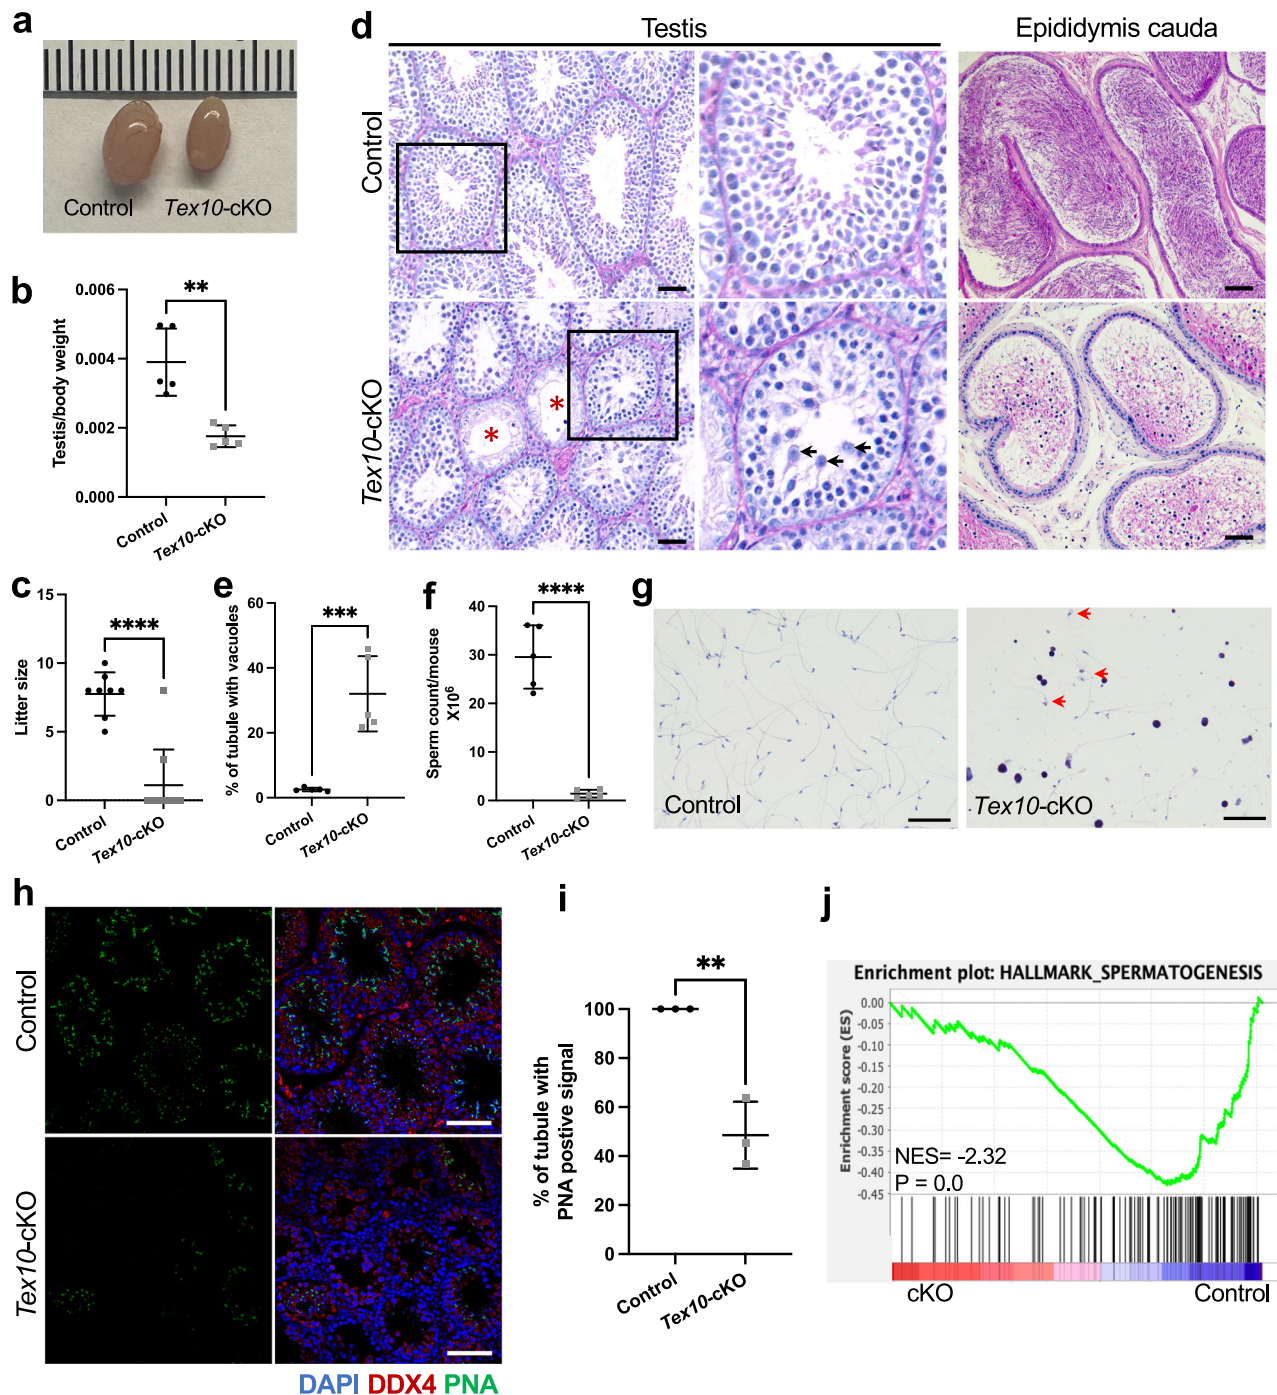 a
Control
Tex10-cKO
b
Testis/body weight
0.006
0.004
0.002
0.000
**
Control
Tex10-cKO
c
Litter size
15
10
5
0
****
Control
Tex10-cKO
d
Testis
Epididymis cauda
Control
Tex10-cKO
*
*
e
% of tubule with vacuoles
60
40
20
0
***
Control
Tex10-cKO
f
Sperm count/mouse
X10⁶
40
30
20
10
0
****
Control
Tex10-cKO
g
Control
Tex10-cKO
h
Control
Tex10-cKO
DAPI DDX4 PNA
i
% of tubule with
PNA postive signal
100
80
60
40
20
0
**
Control
Tex10-cKO
j
Enrichment plot: HALLMARK_SPERMATOGENESIS
Enrichment score (ES)
0.00
-0.05
-0.10
-0.15
-0.20
-0.25
-0.30
-0.35
-0.40
-0.45
NES= -2.32
P = 0.0
cKO
Control